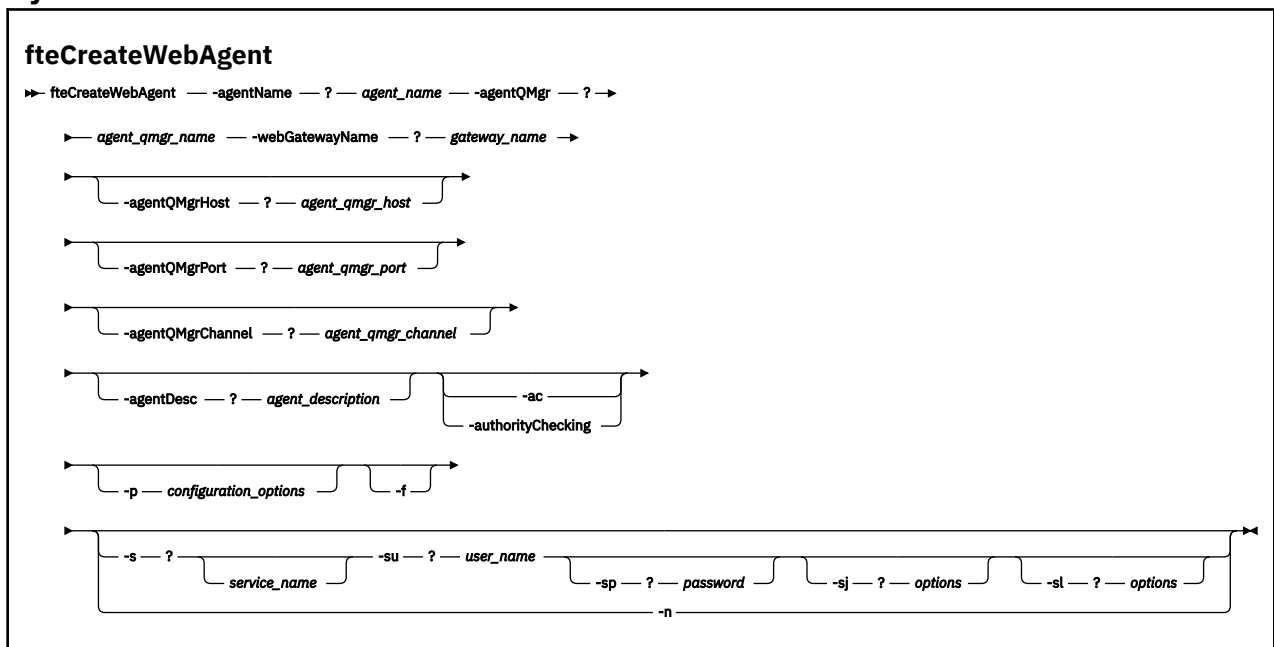 fteCreateWebAgent
fteCreateWebAgent -agentName ? agent_name -agentQMgr ?
agent_qmgr_name -webGatewayName ? gateway_name
-agentQMgrHost ? agent_qmgr_host
-agentQMgrPort ? agent_qmgr_port
-agentQMgrChannel ? agent_qmgr_channel
-agentDesc ? agent_description -ac
-authorityChecking
-p configuration_options -f
-s ? -su ? user_name
service_name -sp ? password -sj ? options -sl ? options
-n